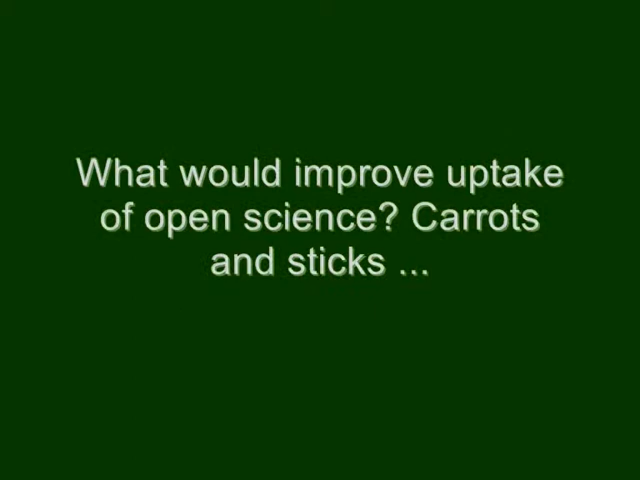 What would improve uptake
of open science? Carrots
and sticks ...